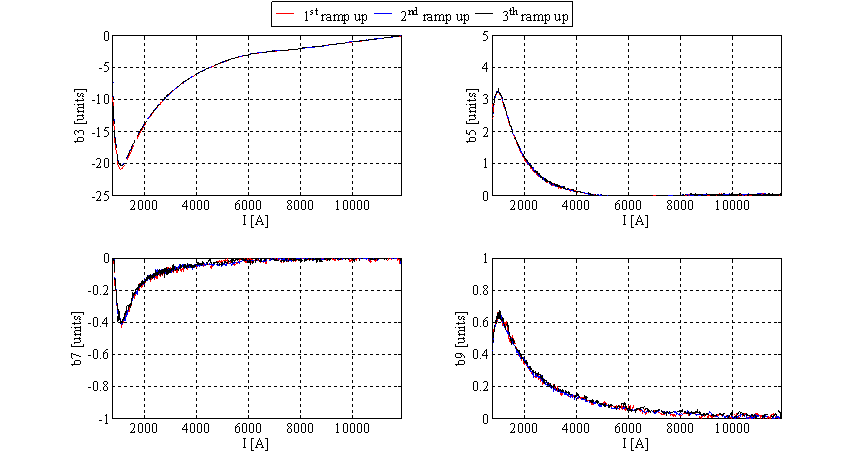 1st ramp up 2nd ramp up 3th ramp up
0
-5
-10
-15
-20
-25
b3 [units]
2000 4000 6000 8000 10000
I [A]
5
4
3
2
1
0
b5 [units]
2000 4000 6000 8000 10000
I [A]
0
-0.2
-0.4
-0.6
-0.8
-1
b7 [units]
2000 4000 6000 8000 10000
I [A]
1
0.8
0.6
0.4
0.2
0
b9 [units]
2000 4000 6000 8000 10000
I [A]